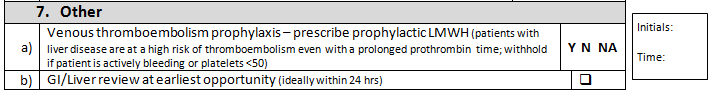 7. Other
a) Venous thromboembolism prophylaxis – prescribe prophylactic LMWH (patients with
liver disease are at a high risk of thromboembolism even with a prolonged prothrombin time; withhold
if patient is actively bleeding or platelets <50)
Y N NA
b) GI/Liver review at earliest opportunity (ideally within 24 hrs)
Initials:
Time: